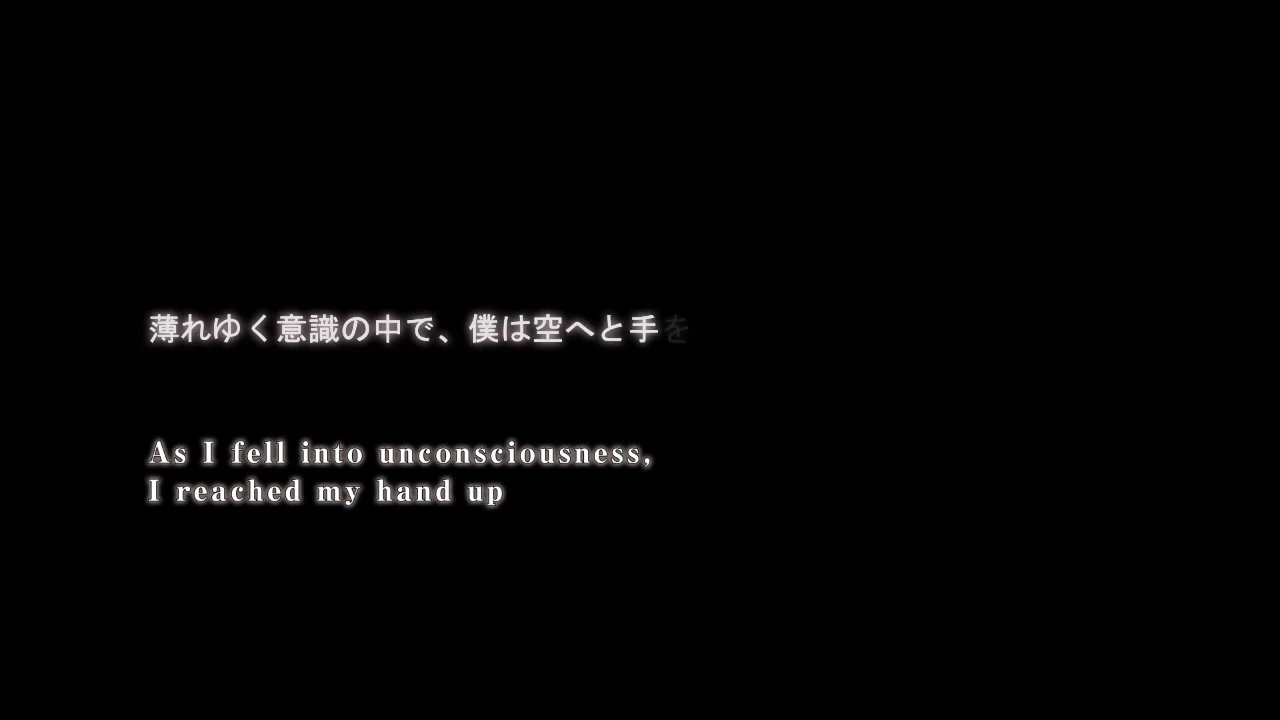 薄れゆく意識の中で、僕は空へと手を
As I fell into unconsciousness,
I reached my hand up